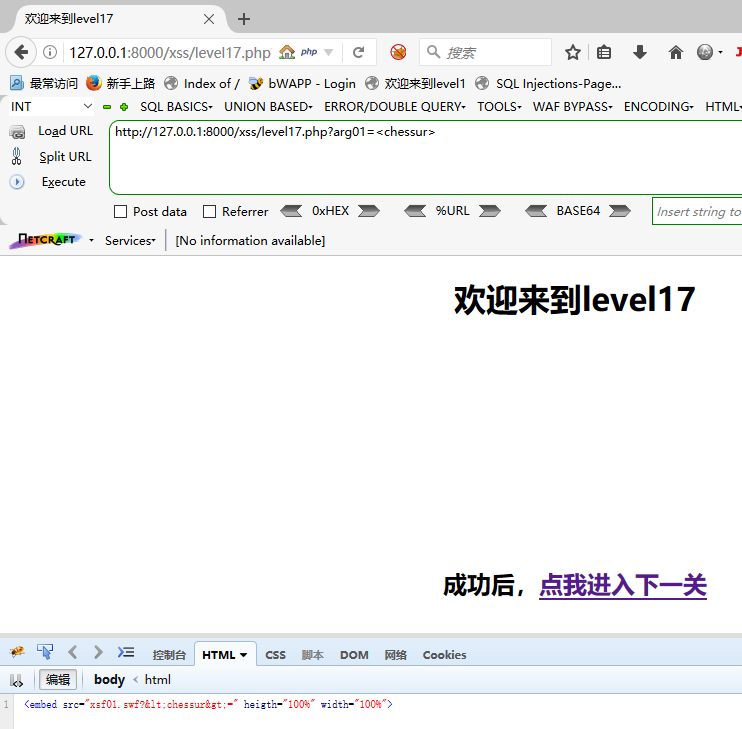 欢迎来到level17
127.0.0.1:8000/xss/level17.php
php
搜索
最常访问 新手上路 Index of / bWAPP - Login 欢迎来到level1 SQL Injections-Page...
INT SQL BASICS UNION BASED ERROR/DOUBLE QUERY TOOLS WAF BYPASS ENCODING HTML
Load URL http://127.0.0.1:8000/xss/level17.php?arg01=<chessur>
Split URL
Execute
Post data Referrer 0xHEX %URL BASE64 Insert string to
NETCRAFT Services [No information available]
欢迎来到level17
成功后，点我进入下一关
控制台 HTML CSS 脚本 DOM 网络 Cookies
编辑 body < html
1 <embed src="xsf01.swf?&lt;chessur&gt;=" heigth="100%" width="100%">